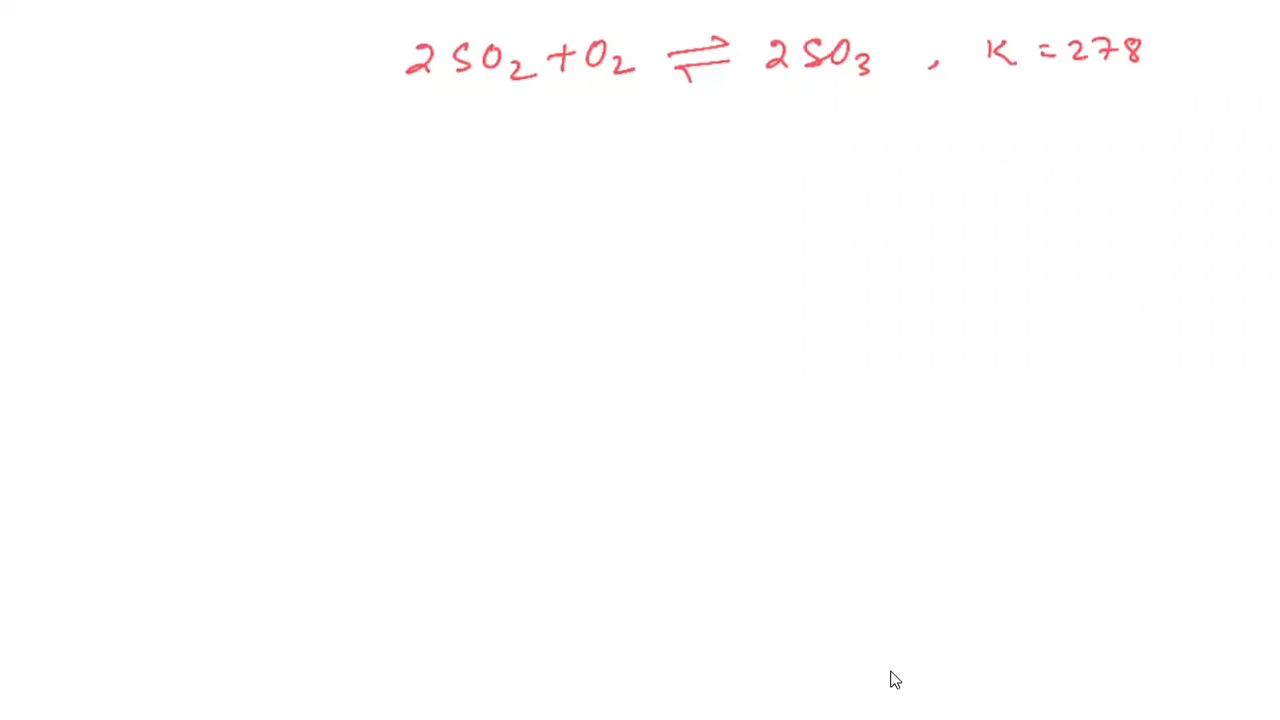 2SO₂ + O₂ ⇌ 2SO₃ , K = 278